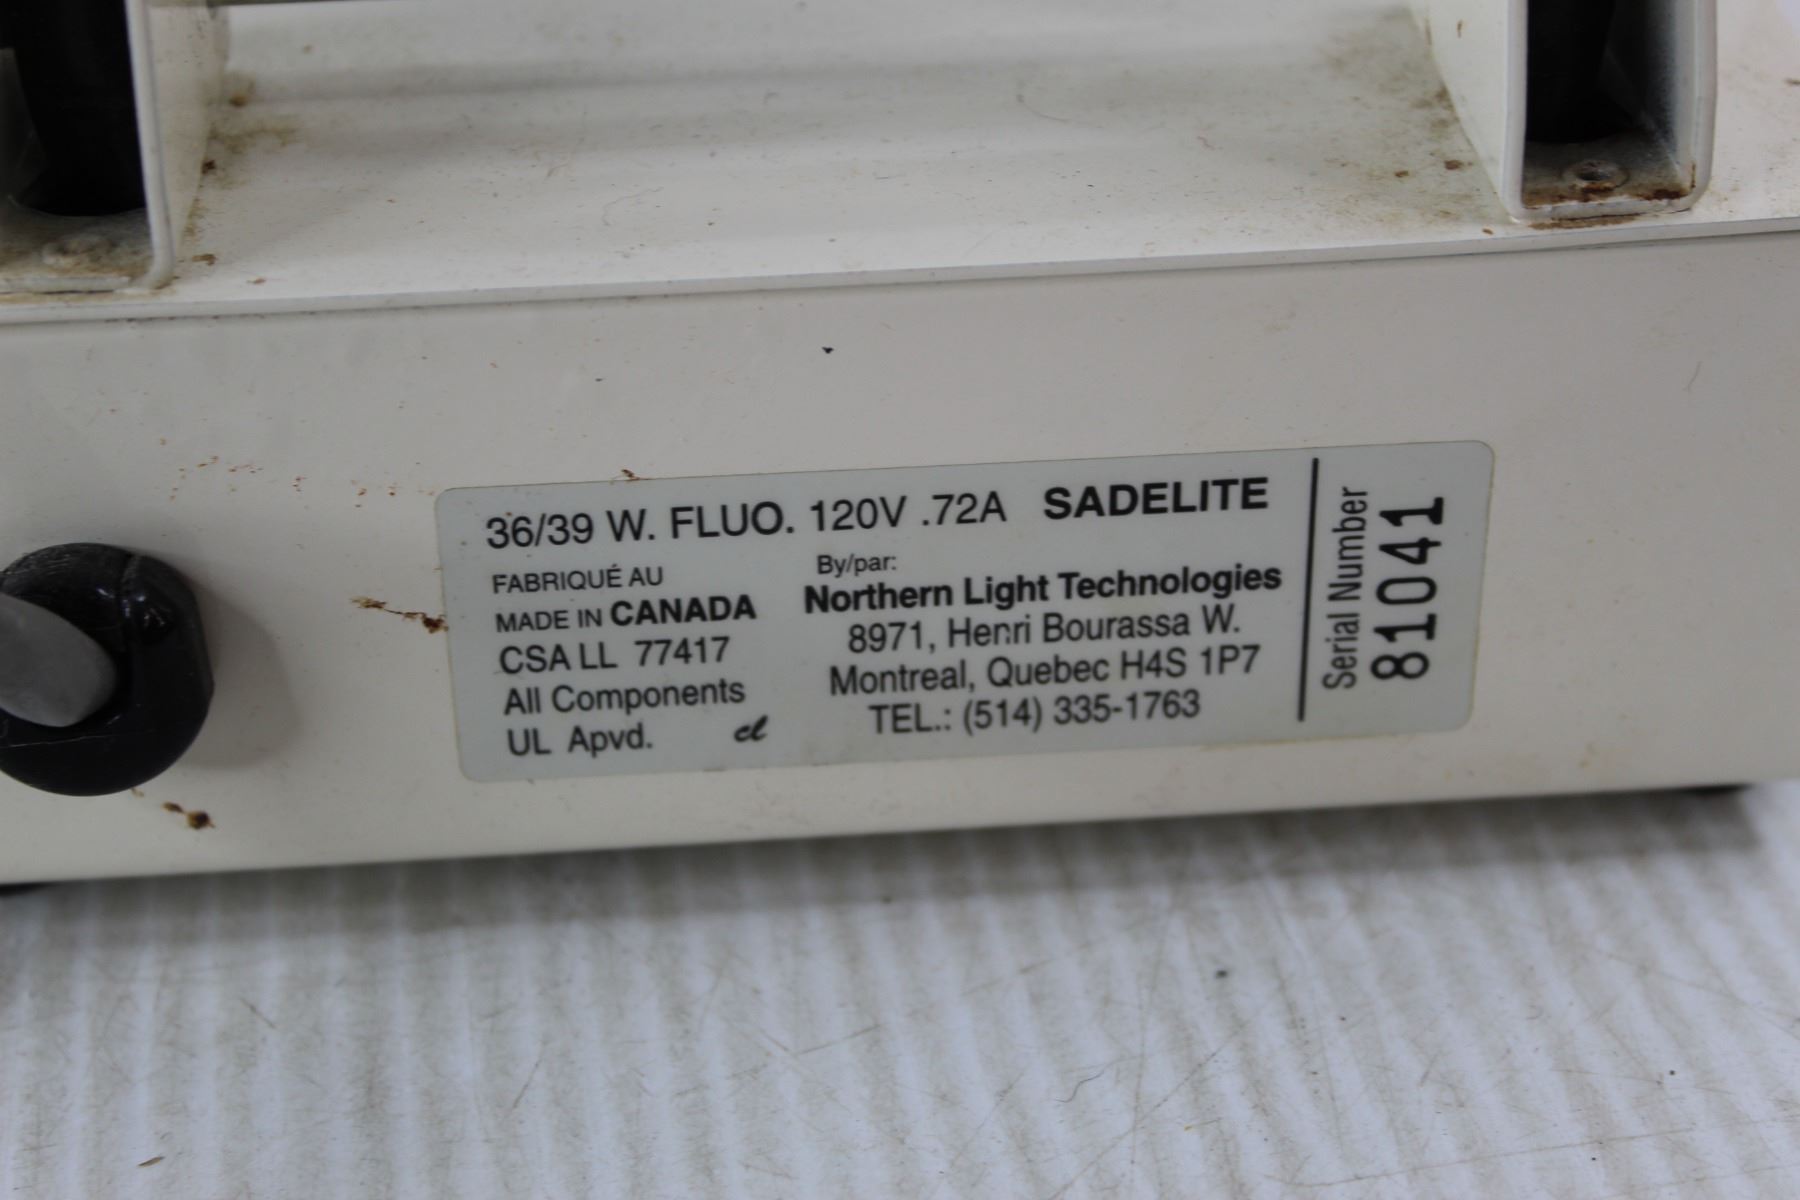 36/39 W. FLUO. 120V .72A SADELITE
FABRIQUÉ AU
MADE IN CANADA
CSA LL 77417
All Components
UL Apvd. cl
By/par:
Northern Light Technologies
8971, Henri Bourassa W.
Montreal, Quebec H4S 1P7
TEL.: (514) 335-1763
Serial Number
81041